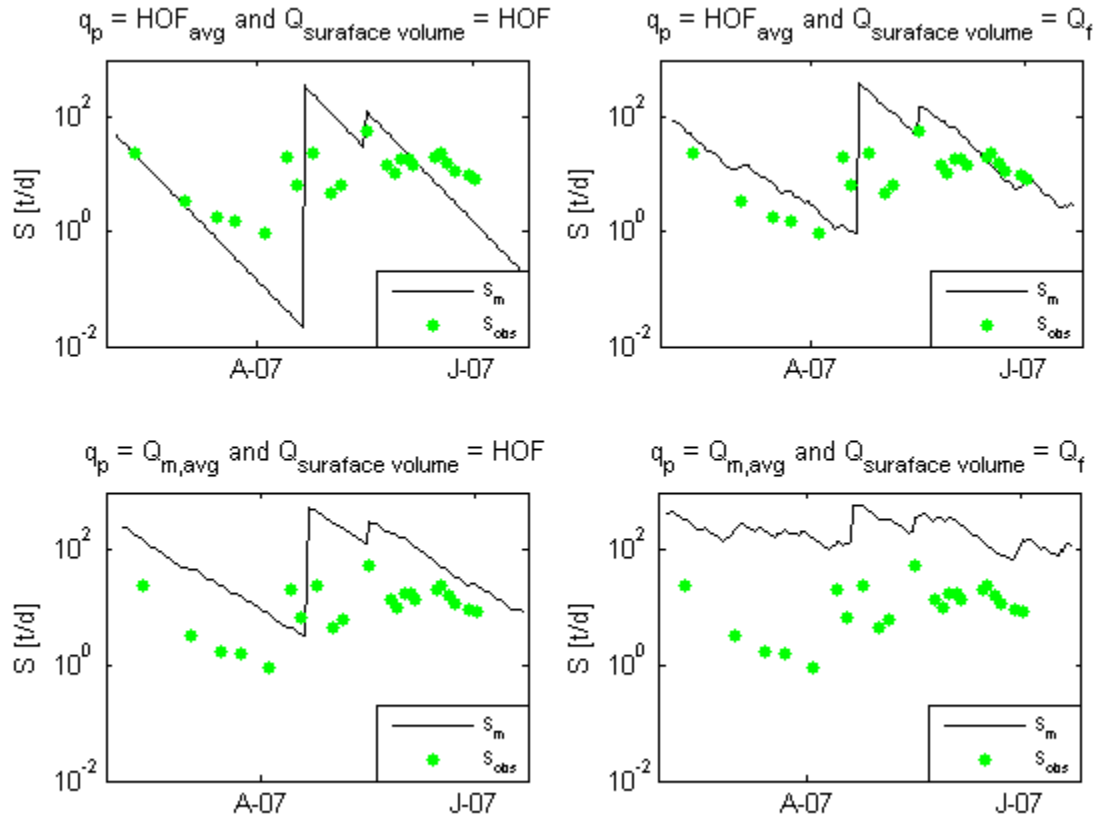 q_p = HOF_avg and Q_suraface volume = HOF
S [t/d]
10^2
10^0
10^-2
A-07
J-07
S_m
S_obs
q_p = HOF_avg and Q_suraface volume = Q_f
S [t/d]
10^2
10^0
10^-2
A-07
J-07
S_m
S_obs
q_p = Q_m,avg and Q_suraface volume = HOF
S [t/d]
10^2
10^0
10^-2
A-07
J-07
S_m
S_obs
q_p = Q_m,avg and Q_suraface volume = Q_f
S [t/d]
10^2
10^0
10^-2
A-07
J-07
S_m
S_obs